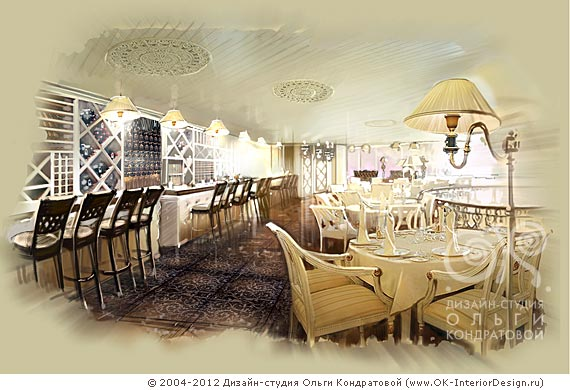 ДИЗАЙН-СТУДИЯ
ОЛЬГИ
КОНДРАТОВОЙ
© 2004-2012 Дизайн-студия Ольги Кондратовой (www.OK-InteriorDesign.ru)